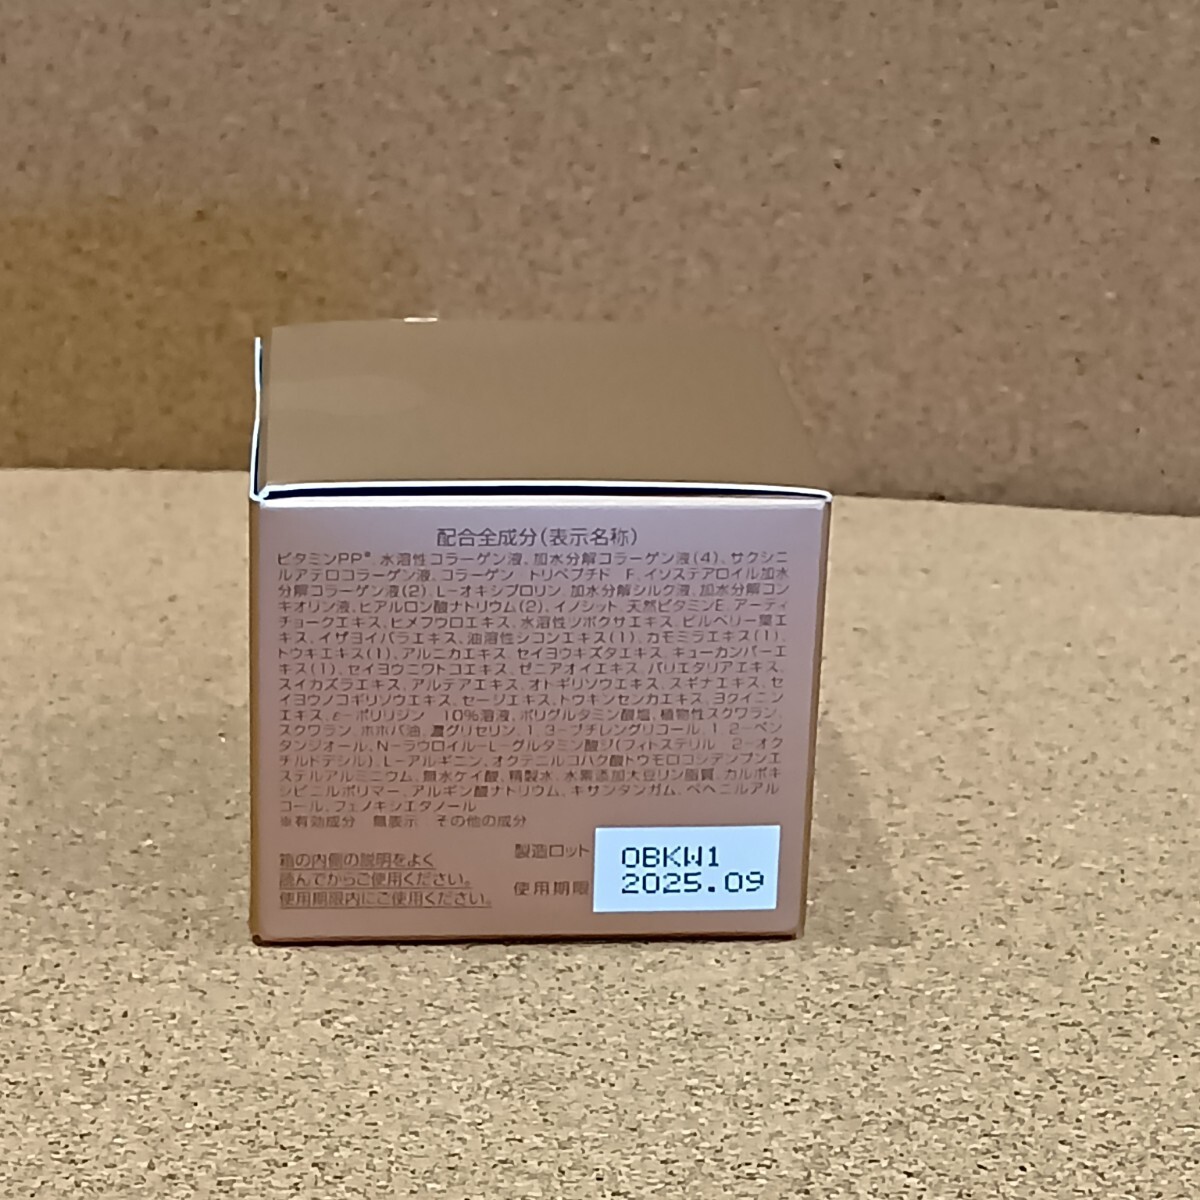 配合全成分(表示名称)
ビタミンPP※、水溶性コラーゲン液、加水分解コラーゲン液(4)、サクシニ
ルアテロコラーゲン液、コラーゲン トリペプチド F、イソステアロイル加水
分解コラーゲン液(2)、L-オキシプロリン、加水分解シルク液、加水分解コン
キオリン液、ヒアルロン酸ナトリウム(2)、イノシット、天然ビタミンE、アーティ
チョークエキス、ヒメフウロエキス、水溶性ツボクサエキス、ビルベリー葉エ
キス、イザヨイバラエキス、油溶性シコンエキス(1)、カモミラエキス(1)、
トウキエキス(1)、アルニカエキス、セイヨウキズタエキス、キューカンバーエ
キス(1)、セイヨウニワトコエキス、ゼニアオイエキス、パリエタリアエキス、
スイカズラエキス、アルテアエキス、オトギリソウエキス、スギナエキス、セ
イヨウノコギリソウエキス、セージエキス、トウキンセンカエキス、ヨクイニン
エキス、ε-ポリリジン 10%溶液、ポリグルタミン酸塩、植物性スクワラン、
スクワラン、ホホバ油、濃グリセリン、1 3-ブチレングリコール、1 2-ペン
タンジオール、N-ラウロイル-L-グルタミン酸ジ(フィトステリル 2-オク
チルドデシル)、L-アルギニン、オクテニルコハク酸トウモロコシデンプンエ
ステルアルミニウム、無水ケイ酸、精製水、水素添加大豆リン脂質、カルボキ
シビニルポリマー、アルギン酸ナトリウム、キサンタンガム、ベヘニルアル
コール、フェノキシエタノール
※有効成分 無表示 その他の成分
箱の内側の説明をよく
読んでからご使用ください。
使用期限内にご使用ください。
製造ロット 0BKW1
使用期限 2025.09